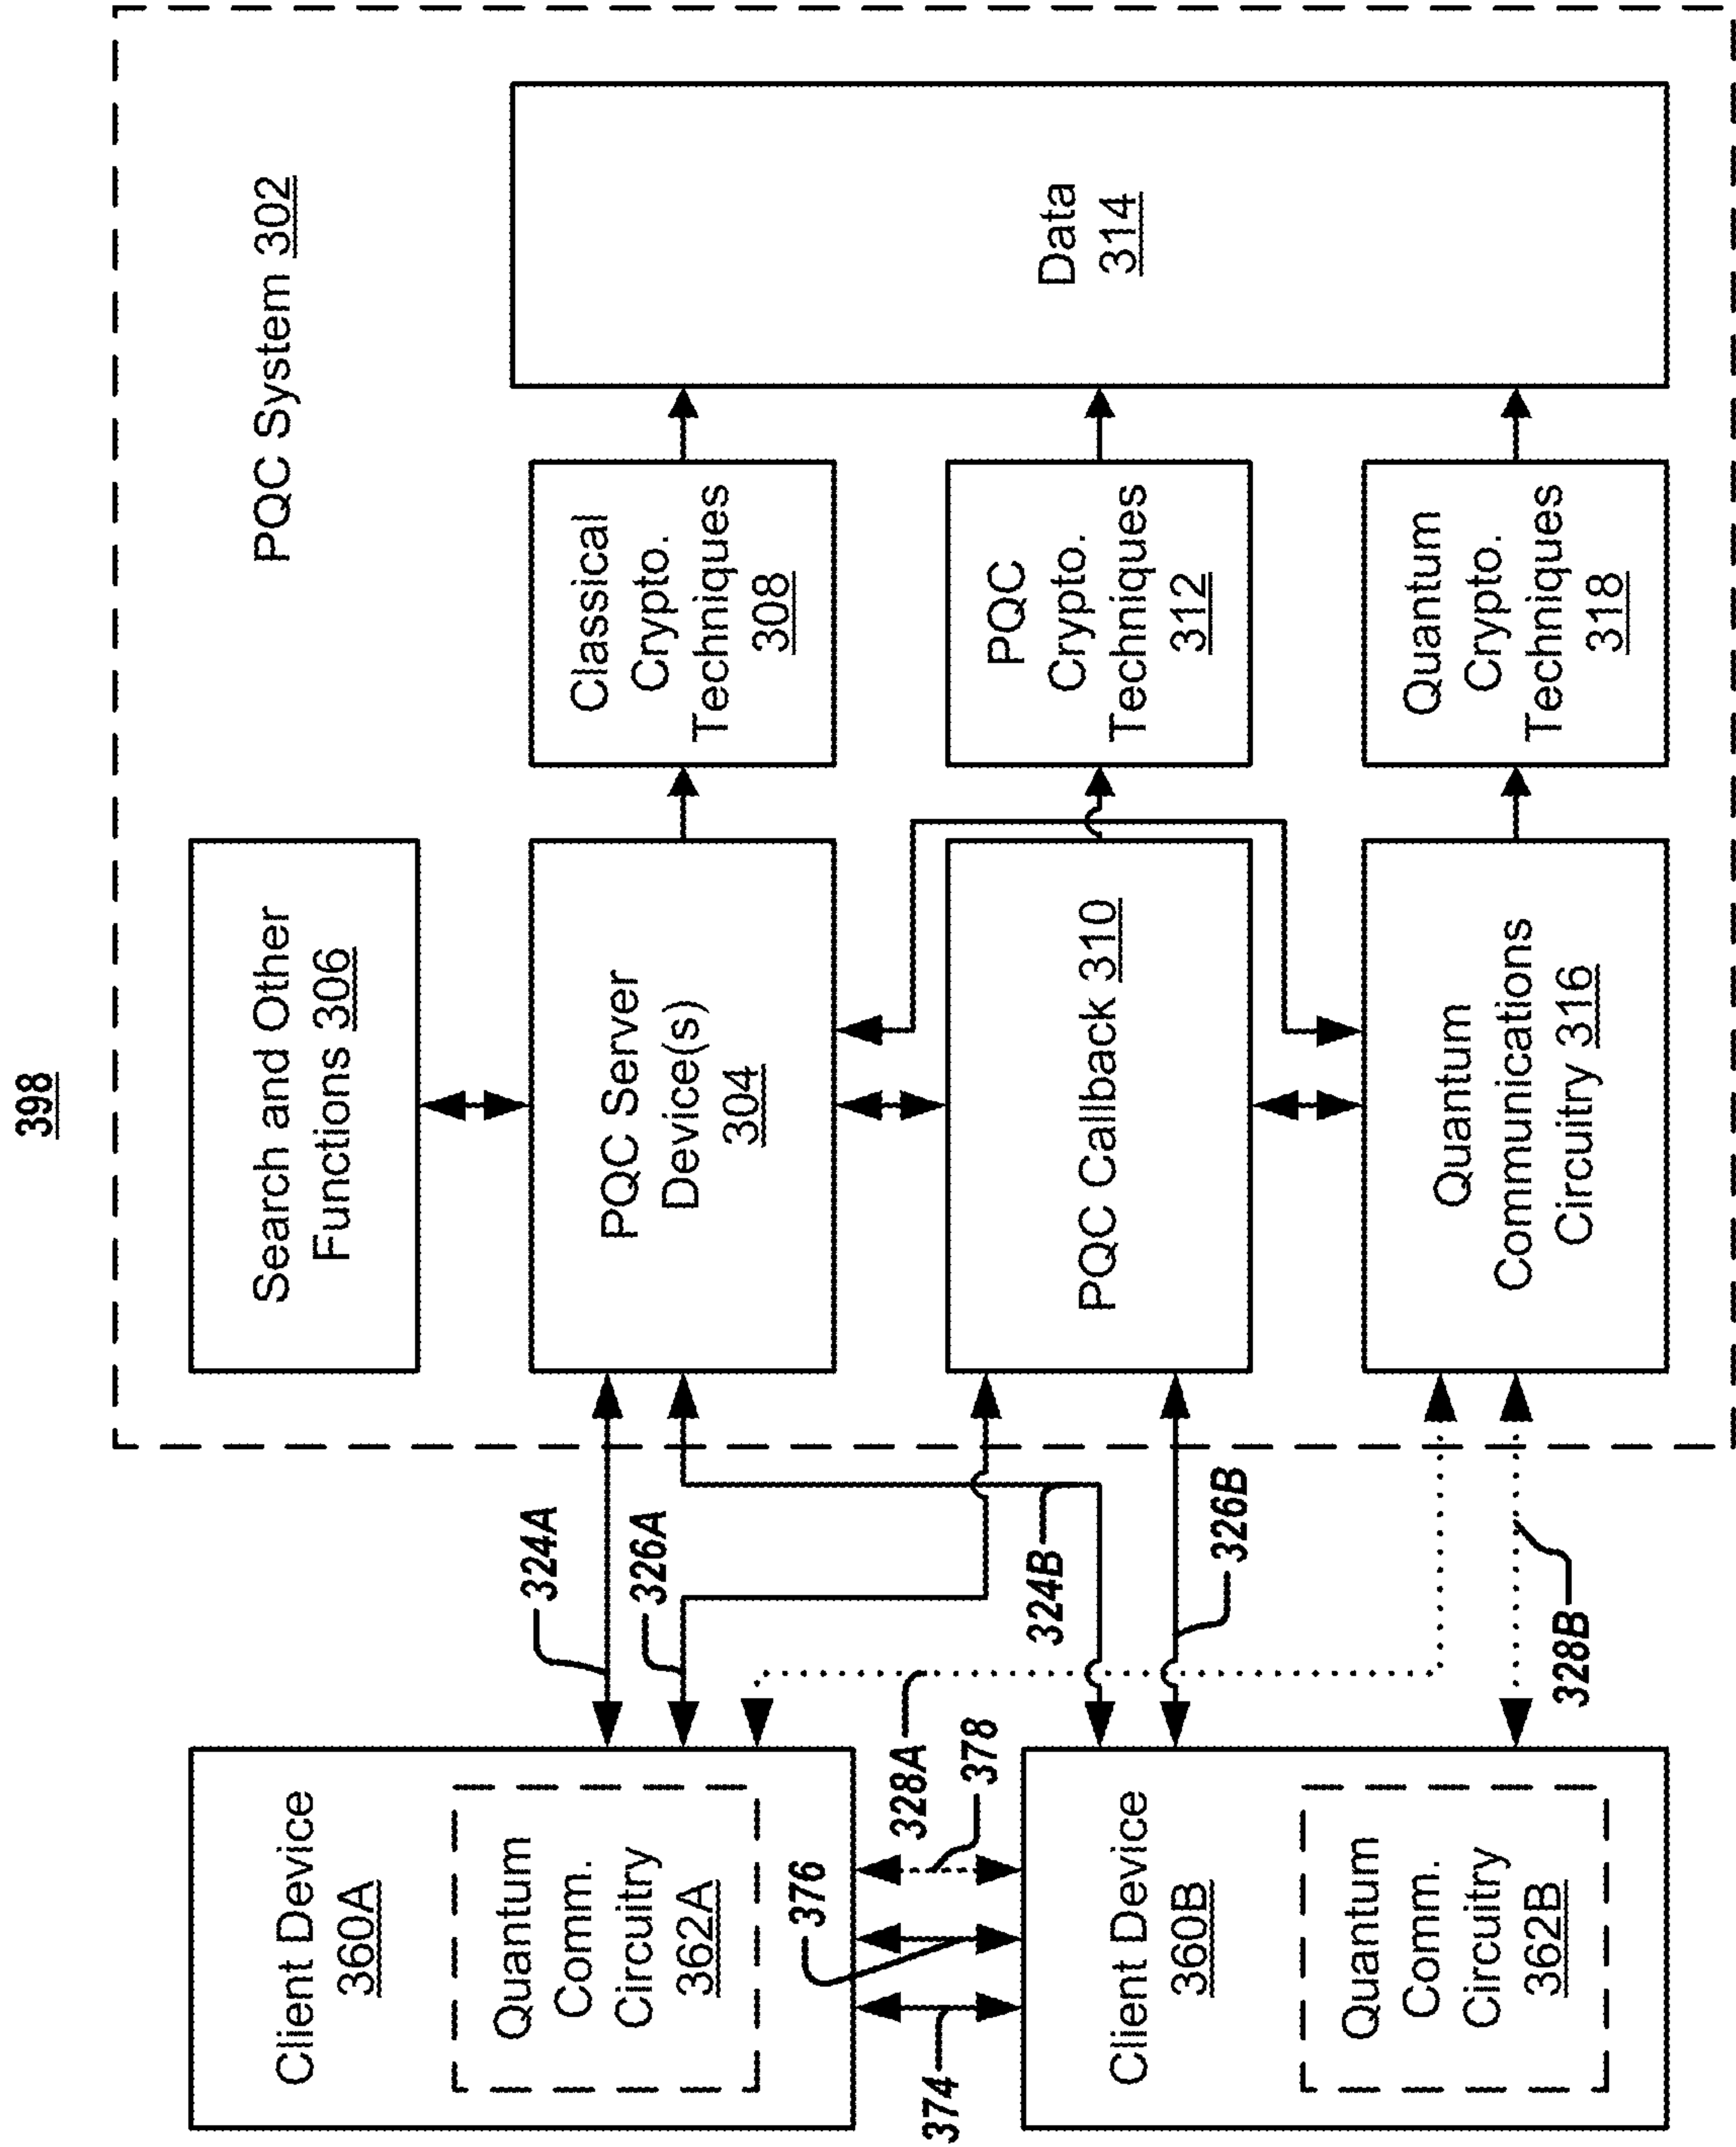 398
PQC System 302
Search and Other
Functions 306
PQC Server
Device(s)
304
Classical
Crypto.
Techniques
308
PQC Callback 310
PQC
Crypto.
Techniques
312
Quantum
Communications
Circuitry 316
Quantum
Crypto.
Techniques
318
Data
314
Client Device
360A
Quantum
Comm.
Circuitry
362A
Client Device
360B
Quantum
Comm.
Circuitry
362B
324A
326A
324B
326B
328A
328B
374
376
378